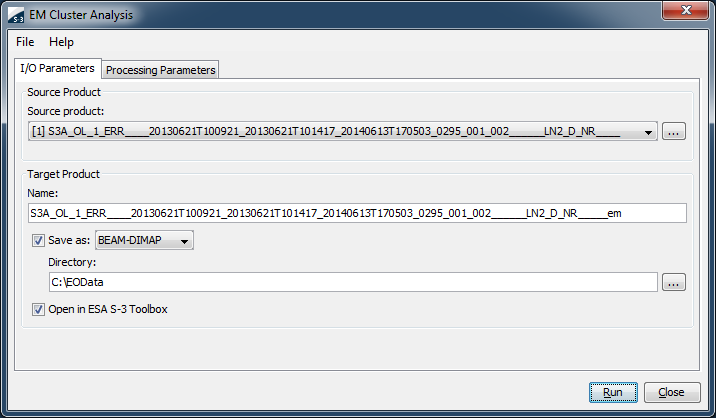 S-3 EM Cluster Analysis
File Help
I/O Parameters Processing Parameters
Source Product
Source product:
[1] S3A_OL_1_ERR____20130621T100921_20130621T101417_20140613T170503_0295_001_002______LN2_D_NR____ ...
Target Product
Name:
S3A_OL_1_ERR____20130621T100921_20130621T101417_20140613T170503_0295_001_002______LN2_D_NR_____em
Save as: BEAM-DIMAP
Directory:
C:\EOData ...
Open in ESA S-3 Toolbox
Run Close